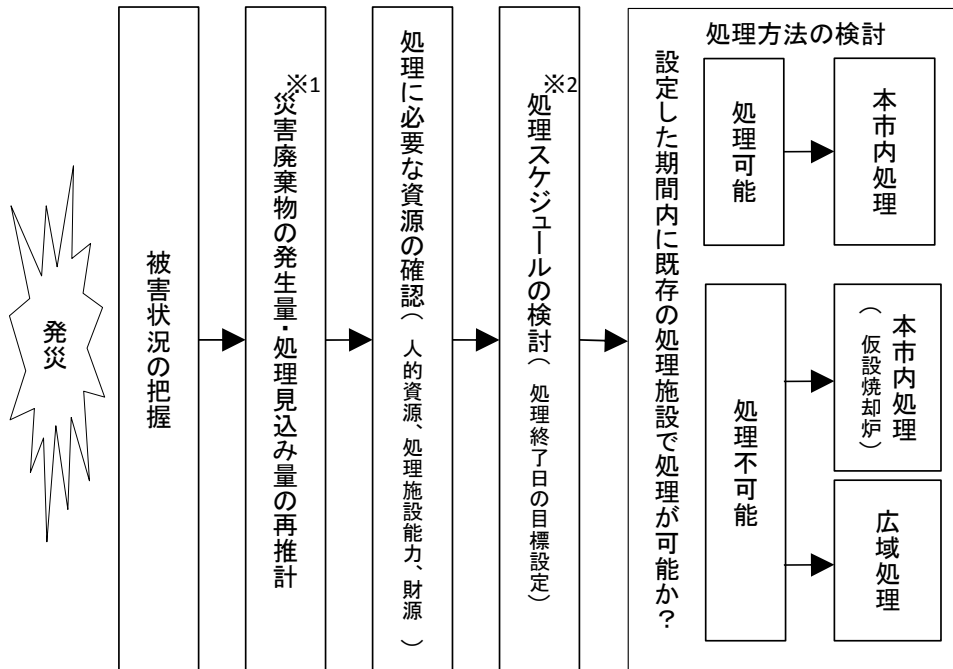 発災
被害状況の把握
※1
災害廃棄物の発生量・処理見込み量の再推計
処理に必要な資源の確認（人的資源、処理施設能力、財源）
※2
処理スケジュールの検討（処理終了日の目標設定）
処理方法の検討
設定した期間内に既存の処理施設で処理が可能か？
処理可能
本市内処理
処理不可能
本市内処理
（仮設焼却炉）
広域処理